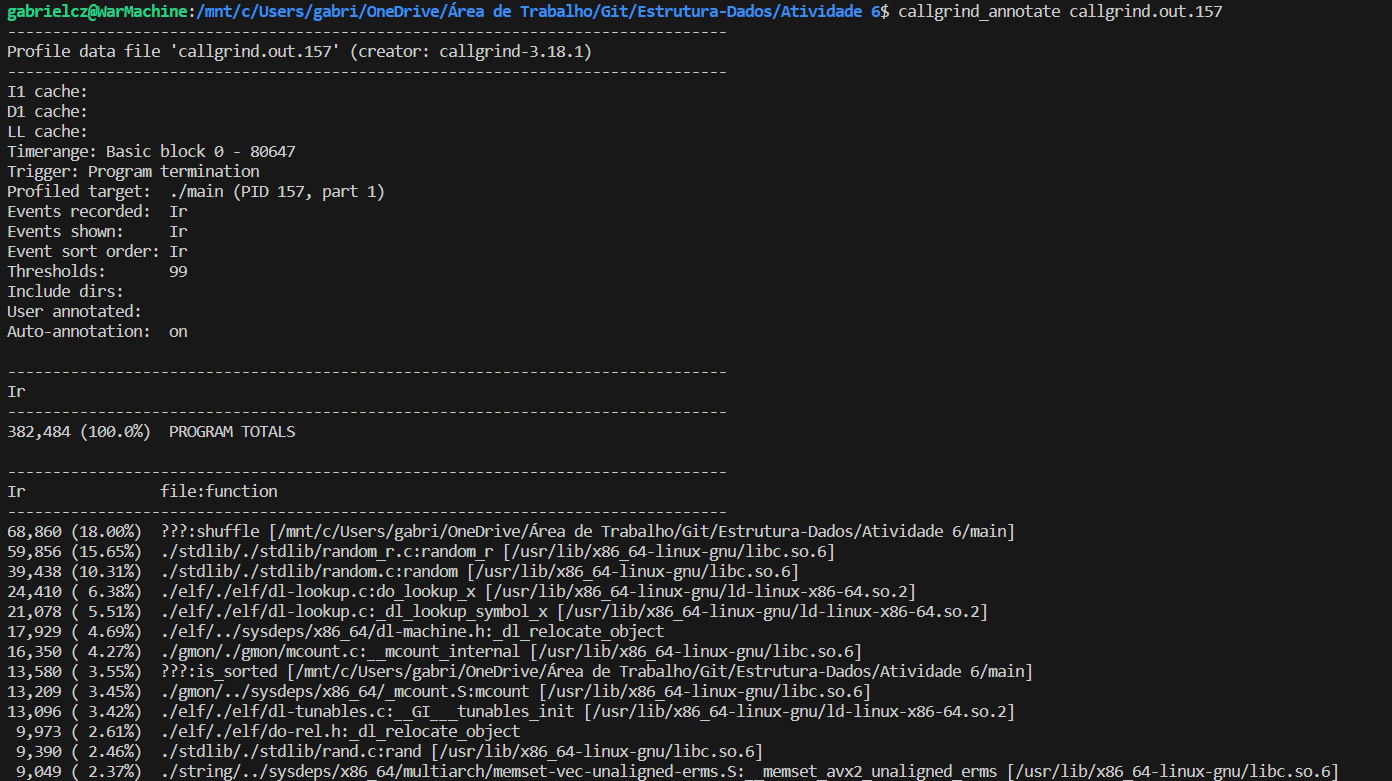 gabrielcz@WarMachine:/mnt/c/Users/gabri/OneDrive/Área de Trabalho/Git/Estrutura-Dados/Atividade 6$ callgrind_annotate callgrind.out.157
--------------------------------------------------------------------------------
Profile data file 'callgrind.out.157' (creator: callgrind-3.18.1)
--------------------------------------------------------------------------------
I1 cache:
D1 cache:
LL cache:
Timerange: Basic block 0 - 80647
Trigger: Program termination
Profiled target:  ./main (PID 157, part 1)
Events recorded:  Ir
Events shown:     Ir
Event sort order: Ir
Thresholds:       99
Include dirs:
User annotated:
Auto-annotation:  on

--------------------------------------------------------------------------------
Ir
--------------------------------------------------------------------------------
382,484 (100.0%)  PROGRAM TOTALS

--------------------------------------------------------------------------------
Ir               file:function
--------------------------------------------------------------------------------
68,860 (18.00%)  ???:shuffle [/mnt/c/Users/gabri/OneDrive/Área de Trabalho/Git/Estrutura-Dados/Atividade 6/main]
59,856 (15.65%)  ./stdlib/./stdlib/random_r.c:random_r [/usr/lib/x86_64-linux-gnu/libc.so.6]
39,438 (10.31%)  ./stdlib/./stdlib/random.c:random [/usr/lib/x86_64-linux-gnu/libc.so.6]
24,410 ( 6.38%)  ./elf/./elf/dl-lookup.c:do_lookup_x [/usr/lib/x86_64-linux-gnu/ld-linux-x86-64.so.2]
21,078 ( 5.51%)  ./elf/./elf/dl-lookup.c:_dl_lookup_symbol_x [/usr/lib/x86_64-linux-gnu/ld-linux-x86-64.so.2]
17,929 ( 4.69%)  ./elf/../sysdeps/x86_64/dl-machine.h:_dl_relocate_object
16,350 ( 4.27%)  ./gmon/./gmon/mcount.c:__mcount_internal [/usr/lib/x86_64-linux-gnu/libc.so.6]
13,580 ( 3.55%)  ???:is_sorted [/mnt/c/Users/gabri/OneDrive/Área de Trabalho/Git/Estrutura-Dados/Atividade 6/main]
13,209 ( 3.45%)  ./gmon/../sysdeps/x86_64/_mcount.S:mcount [/usr/lib/x86_64-linux-gnu/libc.so.6]
13,096 ( 3.42%)  ./elf/./elf/dl-tunables.c:__GI___tunables_init [/usr/lib/x86_64-linux-gnu/ld-linux-x86-64.so.2]
 9,973 ( 2.61%)  ./elf/./elf/do-rel.h:_dl_relocate_object
 9,390 ( 2.46%)  ./stdlib/./stdlib/rand.c:rand [/usr/lib/x86_64-linux-gnu/libc.so.6]
 9,049 ( 2.37%)  ./string/../sysdeps/x86_64/multiarch/memset-vec-unaligned-erms.S:__memset_avx2_unaligned_erms [/usr/lib/x86_64-linux-gnu/libc.so.6]